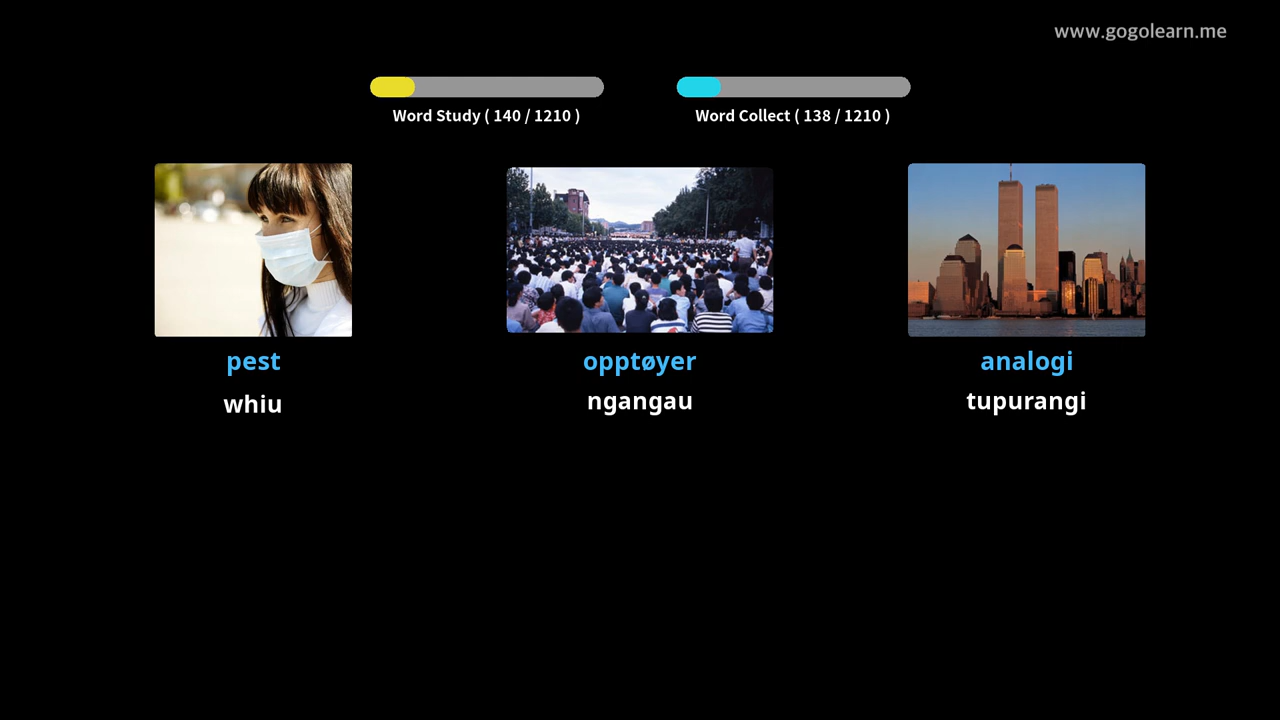 www.gogolearn.me
Word Study ( 140 / 1210 )
Word Collect ( 138 / 1210 )
pest
whiu
opptøyer
ngangau
analogi
tupurangi